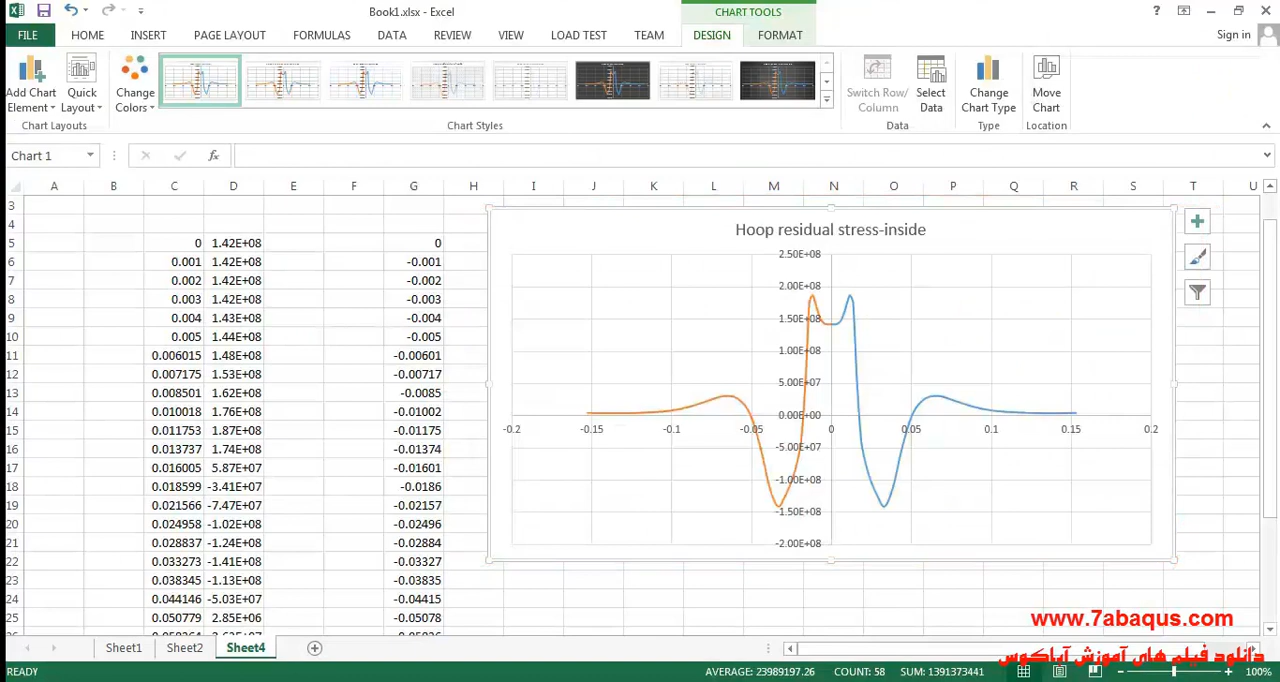 Book1.xlsx - Excel
CHART TOOLS
FILE HOME INSERT PAGE LAYOUT FORMULAS DATA REVIEW VIEW LOAD TEST TEAM DESIGN FORMAT Sign in
Add Chart Element
Quick Layout
Change Colors
Switch Row/ Column
Select Data
Change Chart Type
Move Chart
Chart Layouts Chart Styles Data Type Location
Chart 1
A B C D E F G H I J K L M N O P Q R S T U
3
4
5 0 1.42E+08 0
6 0.001 1.42E+08 -0.001
7 0.002 1.42E+08 -0.002
8 0.003 1.42E+08 -0.003
9 0.004 1.43E+08 -0.004
10 0.005 1.44E+08 -0.005
11 0.006015 1.48E+08 -0.00601
12 0.007175 1.53E+08 -0.00717
13 0.008501 1.62E+08 -0.0085
14 0.010018 1.76E+08 -0.01002
15 0.011753 1.87E+08 -0.01175
16 0.013737 1.74E+08 -0.01374
17 0.016005 5.87E+07 -0.01601
18 0.018599 -3.41E+07 -0.0186
19 0.021566 -7.47E+07 -0.02157
20 0.024958 -1.02E+08 -0.02496
21 0.028837 -1.24E+08 -0.02884
22 0.033273 -1.41E+08 -0.03327
23 0.038345 -1.13E+08 -0.03835
24 0.044146 -5.03E+07 -0.04415
25 0.050779 2.85E+06 -0.05078
Hoop residual stress-inside
2.50E+08
2.00E+08
1.50E+08
1.00E+08
5.00E+07
0.00E+00
-0.2 -0.15 -0.1 -0.05 0 0.05 0.1 0.15 0.2
-5.00E+07
-1.00E+08
-1.50E+08
-2.00E+08
www.7abaqus.com
دانلود فیلم های آموزش آباکوس
Sheet1 Sheet2 Sheet4
READY AVERAGE: 23989197.26 COUNT: 58 SUM: 1391373441 100%